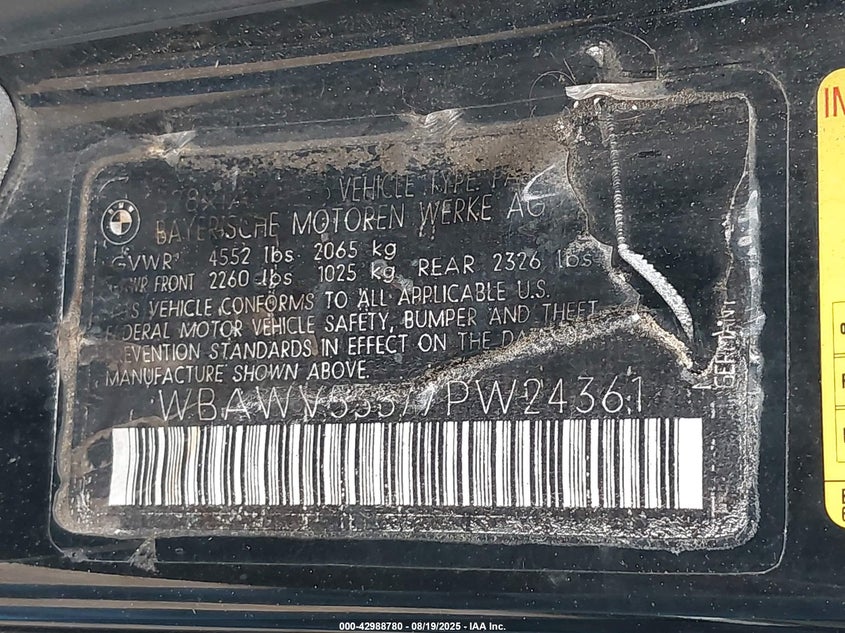 VEHICLE TYPE:
BAYERISCHE MOTOREN WERKE AG
GVWR 4552 lbs 2065 kg
FRONT 2260 lbs 1025 kg REAR 2326 lbs
VEHICLE CONFORMS TO ALL APPLICABLE U.S.
FEDERAL MOTOR VEHICLE SAFETY, BUMPER AND THEFT
PREVENTION STANDARDS IN EFFECT ON THE
MANUFACTURE SHOWN ABOVE.
WBAWV53577PW24361
GERMANY
000-42988780 - 08/19/2025 - IAA Inc.